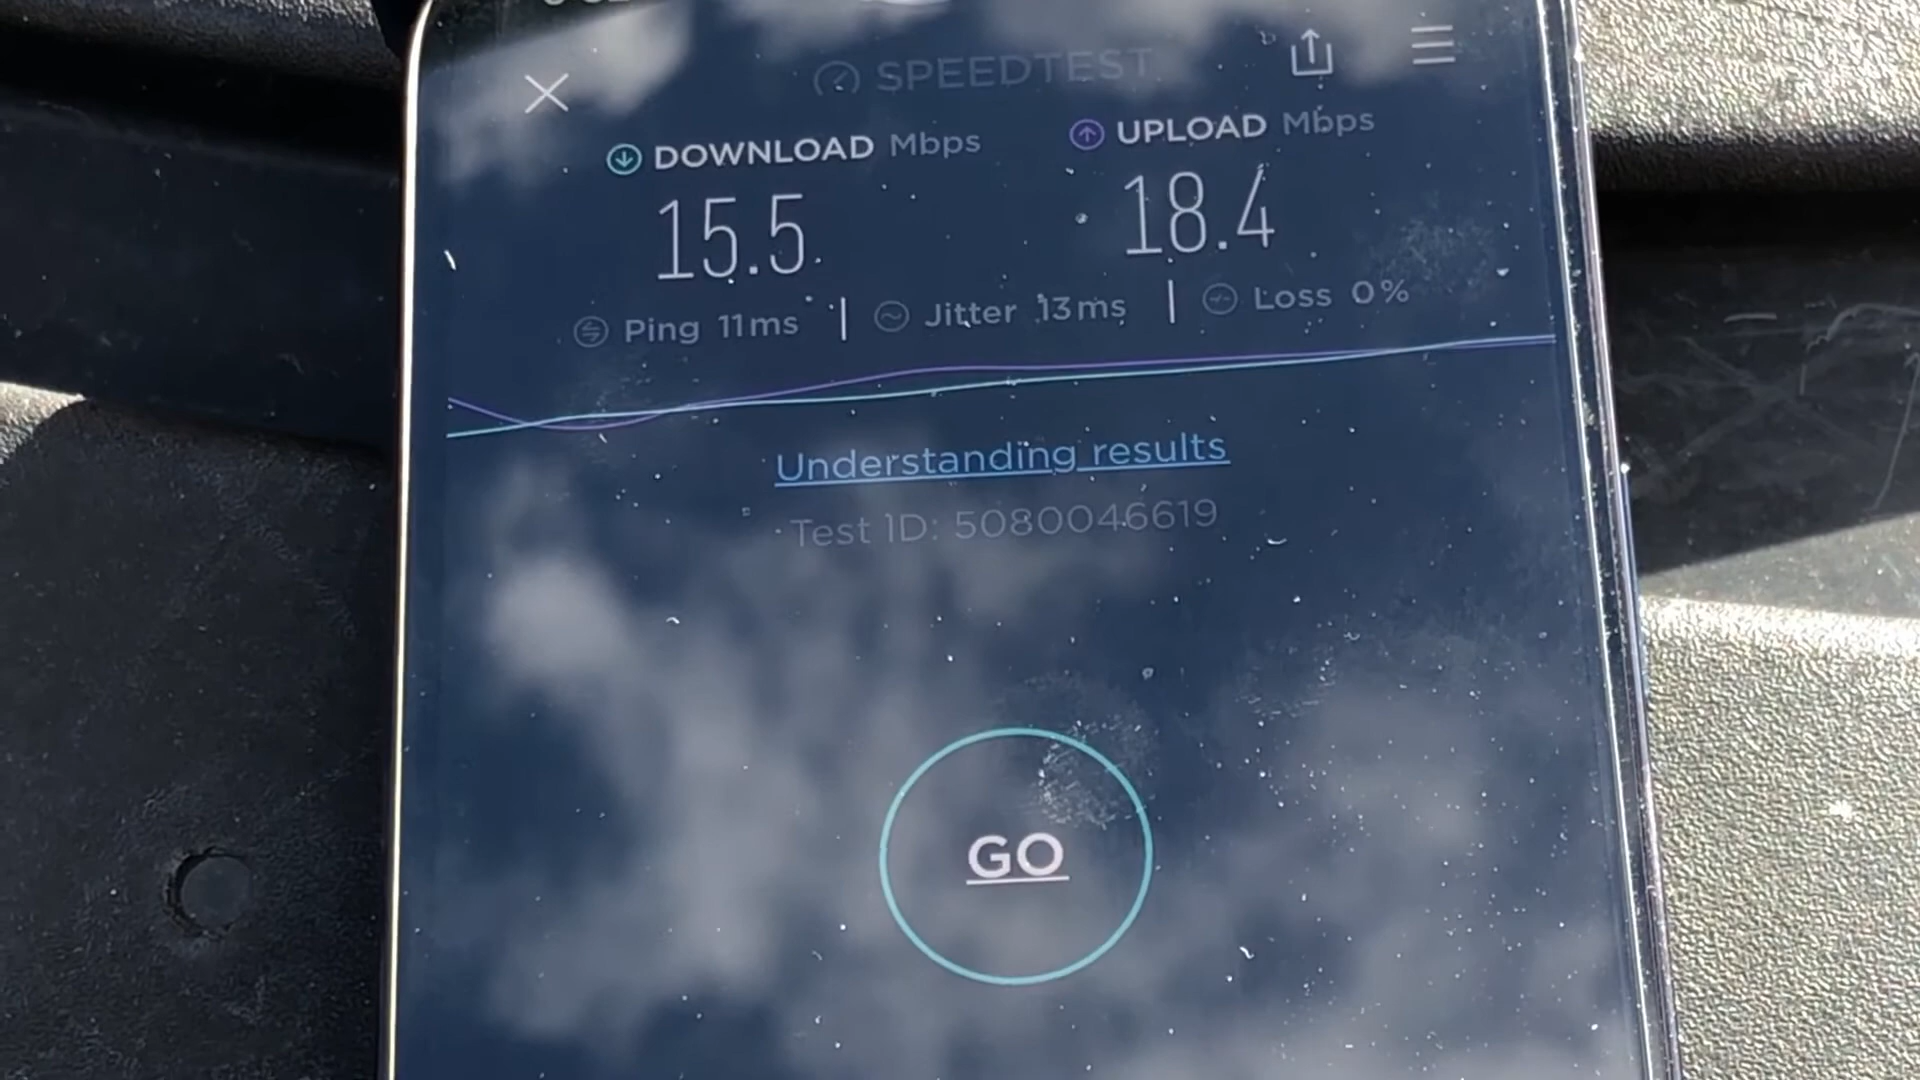 SPEEDTEST
DOWNLOAD Mbps
15.5
UPLOAD Mbps
18.4
Ping 11ms | Jitter 13ms | Loss 0%
Understanding results
Test ID: 5080046619
GO